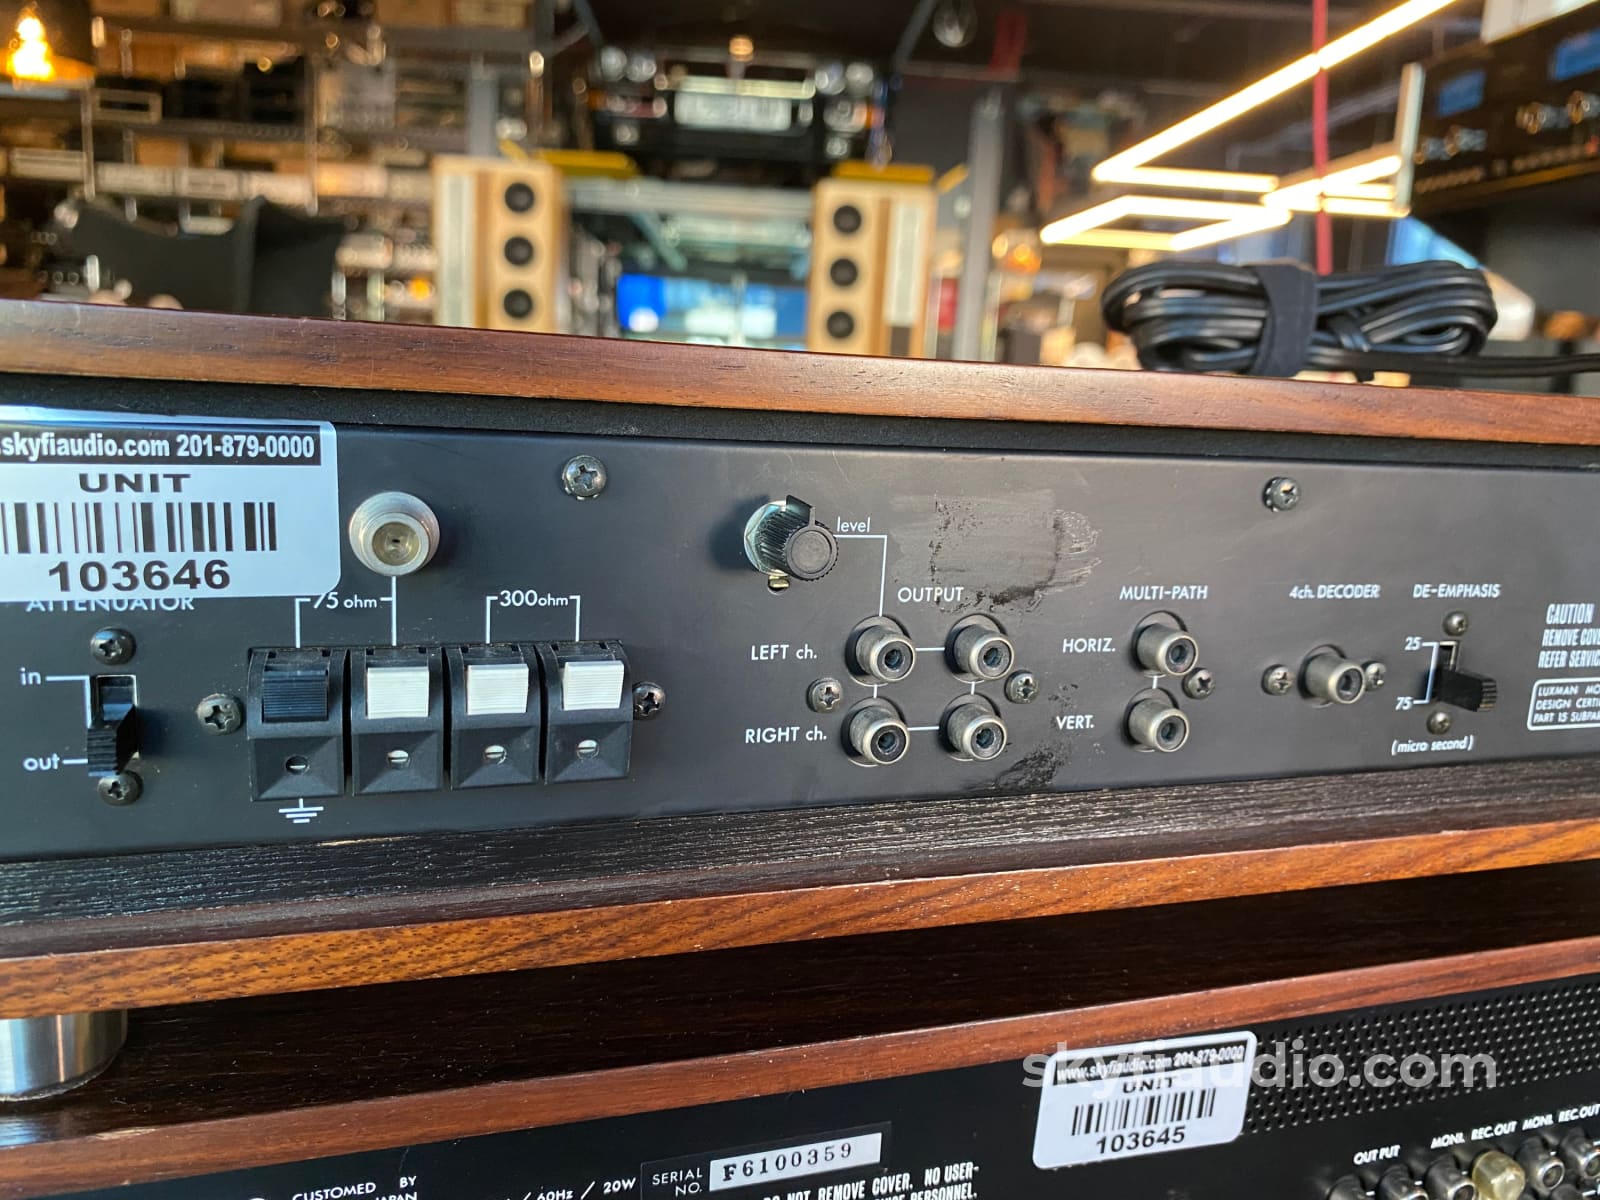 .skyfiaudio.com 201-879-0000
UNIT
103646
ATTENUATOR
in
out
75 ohm
300ohm
level
OUTPUT
LEFT ch.
RIGHT ch.
MULTI-PATH
HORIZ.
VERT.
4ch. DECODER
DE-EMPHASIS
25
75
(micro second)
CAUTION
REMOVE COVE
REFER SERVIC
LUXMAN MO
DESIGN CERTI
PART 15 SUBPA
skyfiaudio.com
www.skyfiaudio.com 201-879-0000
UNIT
103645
CUSTOMED BY
JAPAN
/ 60Hz / 20W
SERIAL NO. F6100359
DO NOT REMOVE COVER. NO USER-
PERSONNEL.
OUT PUT
MONI. REC.OUT MONI. REC.OUT